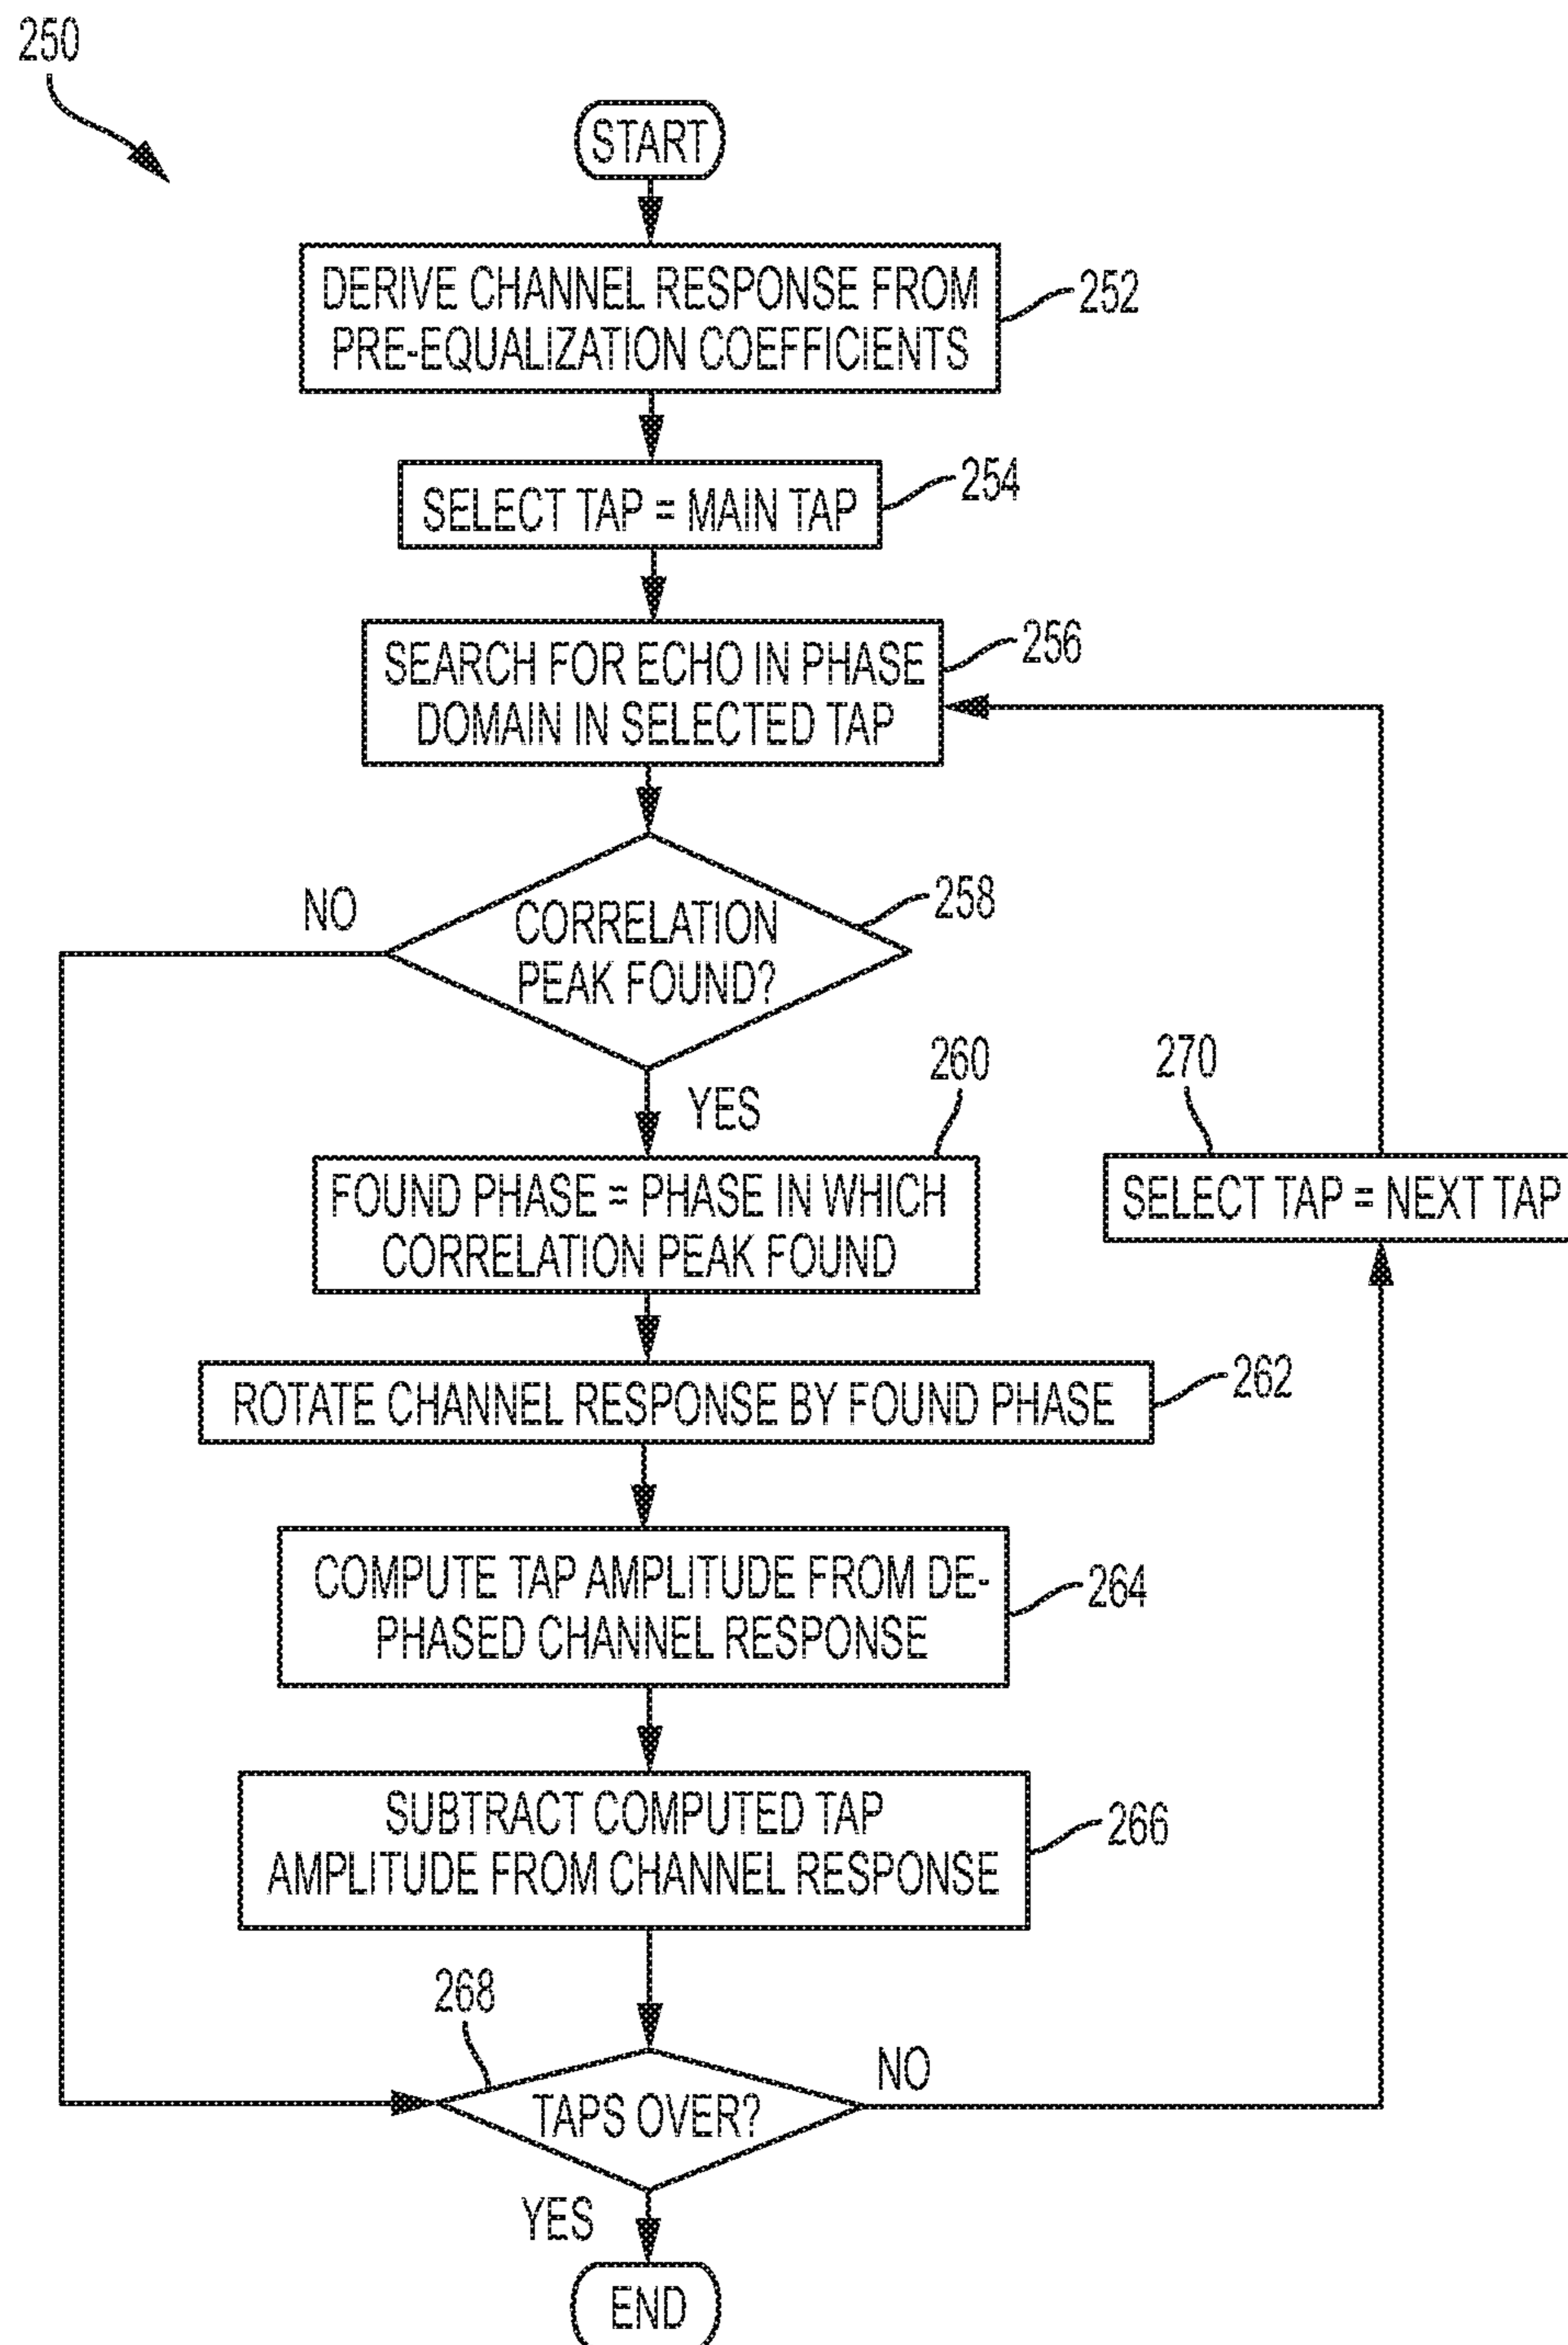 250
START
DERIVE CHANNEL RESPONSE FROM
PRE-EQUALIZATION COEFFICIENTS
252
SELECT TAP = MAIN TAP
254
SEARCH FOR ECHO IN PHASE
DOMAIN IN SELECTED TAP
256
NO
CORRELATION
PEAK FOUND?
258
YES
260
FOUND PHASE = PHASE IN WHICH
CORRELATION PEAK FOUND
270
SELECT TAP = NEXT TAP
ROTATE CHANNEL RESPONSE BY FOUND PHASE
262
COMPUTE TAP AMPLITUDE FROM DE-
PHASED CHANNEL RESPONSE
264
SUBTRACT COMPUTED TAP
AMPLITUDE FROM CHANNEL RESPONSE
266
268
TAPS OVER?
NO
YES
END